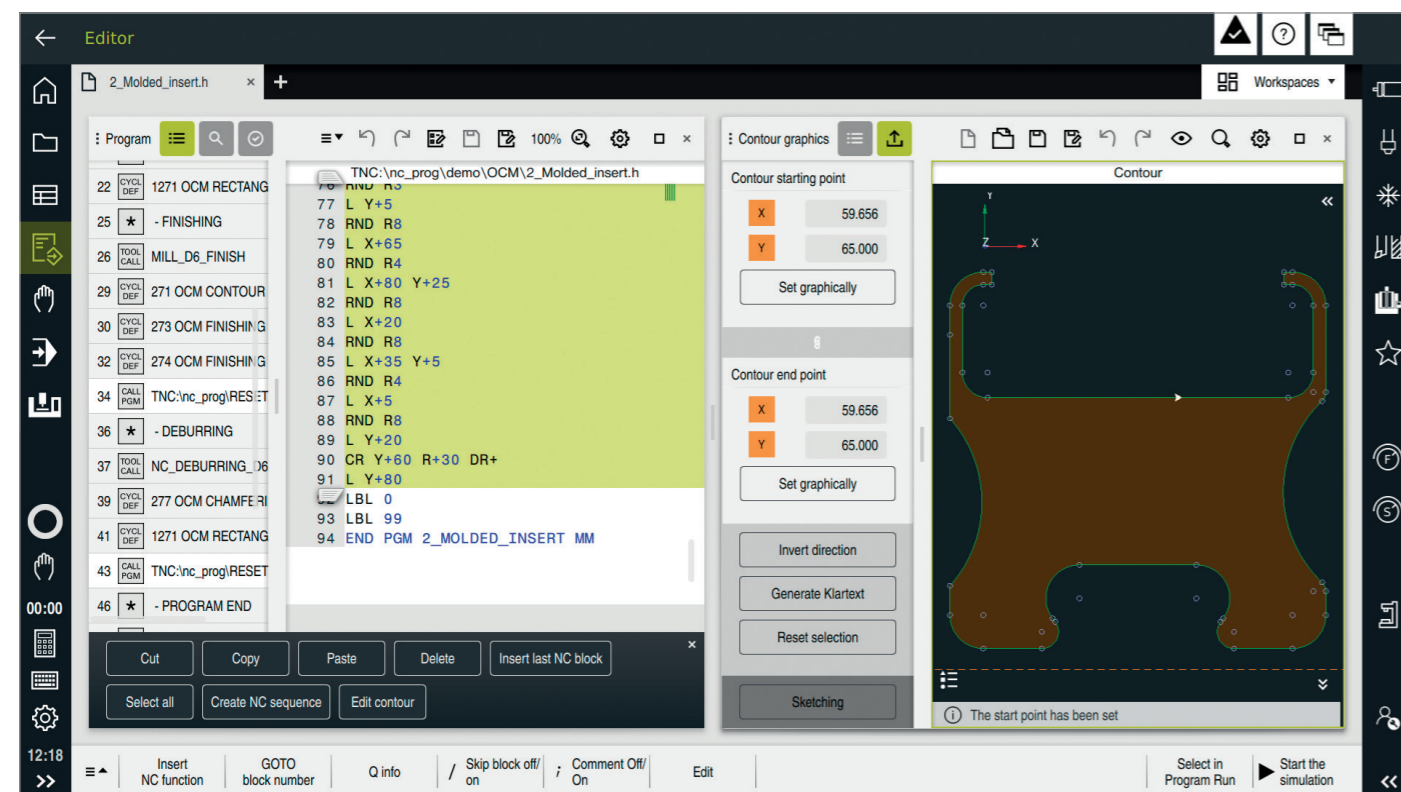 Editor
2_Molded_insert.h
Workspaces
Program
100%
TNC:\nc_prog\demo\OCM\2_Molded_insert.h
22 CYCL DEF 1271 OCM RECTANG
25 * - FINISHING
26 TOOL CALL MILL_D6_FINISH
29 CYCL DEF 271 OCM CONTOUR
30 CYCL DEF 273 OCM FINISHING
32 CYCL DEF 274 OCM FINISHING
34 CALL PGM TNC:\nc_prog\RESET
36 * - DEBURRING
37 TOOL CALL NC_DEBURRING_D6
39 CYCL DEF 277 OCM CHAMFERI
41 CYCL DEF 1271 OCM RECTANG
43 CALL PGM TNC:\nc_prog\RESET
46 * - PROGRAM END
76 RND R3
77 L Y+5
78 RND R8
79 L X+65
80 RND R4
81 L X+80 Y+25
82 RND R8
83 L X+20
84 RND R8
85 L X+35 Y+5
86 RND R4
87 L X+5
88 RND R8
89 L Y+20
90 CR Y+60 R+30 DR+
91 L Y+80
LBL 0
93 LBL 99
94 END PGM 2_MOLDED_INSERT MM
Cut
Copy
Paste
Delete
Insert last NC block
Select all
Create NC sequence
Edit contour
Contour graphics
Contour starting point
X 59.656
Y 65.000
Set graphically
Contour end point
X 59.656
Y 65.000
Set graphically
Invert direction
Generate Klartext
Reset selection
Sketching
Contour
Y
Z X
The start point has been set
F
S
00:00
12:18
Insert
NC function
GOTO
block number
Q info
/ Skip block off/
on
; Comment Off/
On
Edit
Select in
Program Run
Start the
simulation